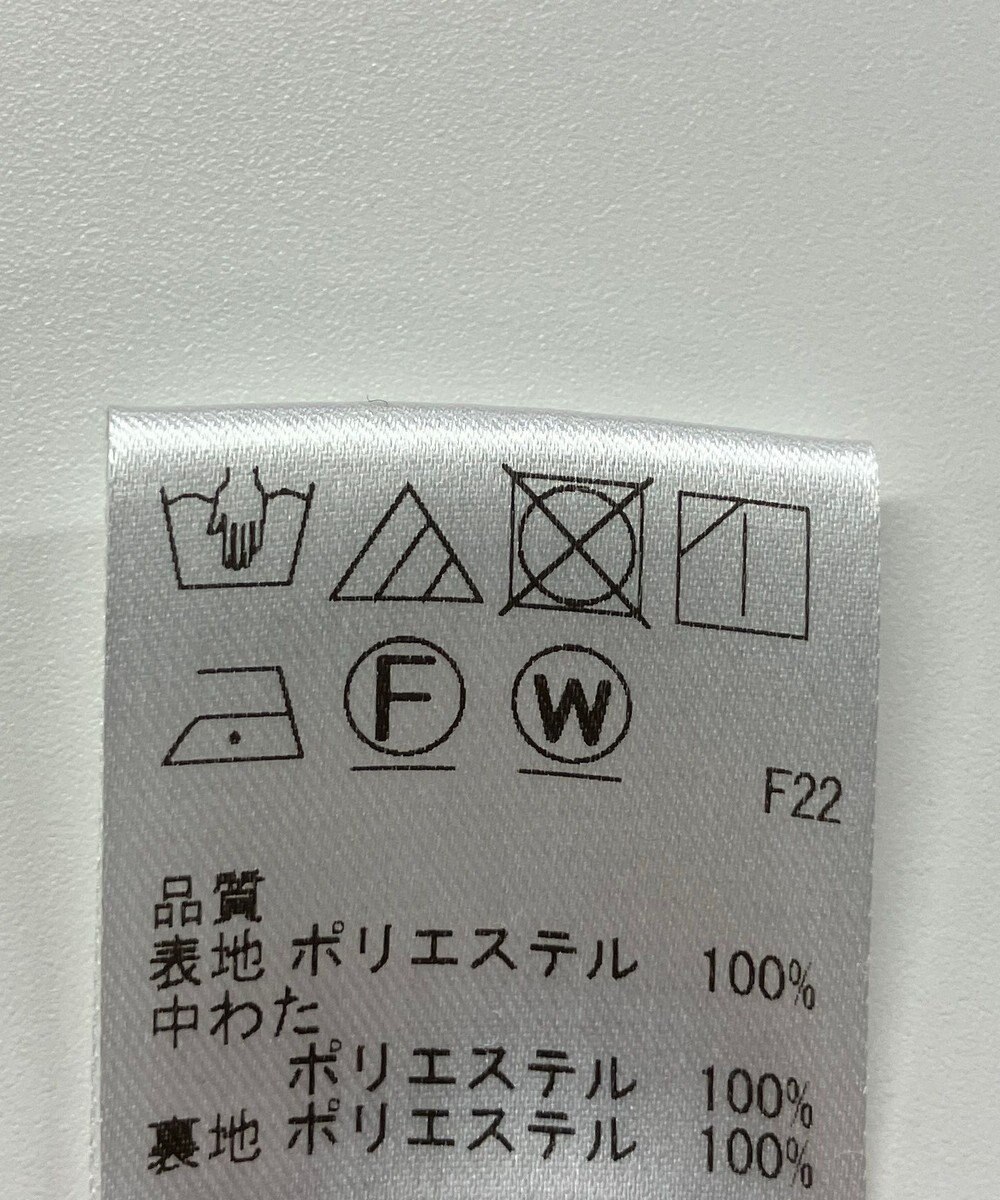 F W
F22
品質
表地 ポリエステル 100%
中わた
ポリエステル 100%
裏地 ポリエステル 100%